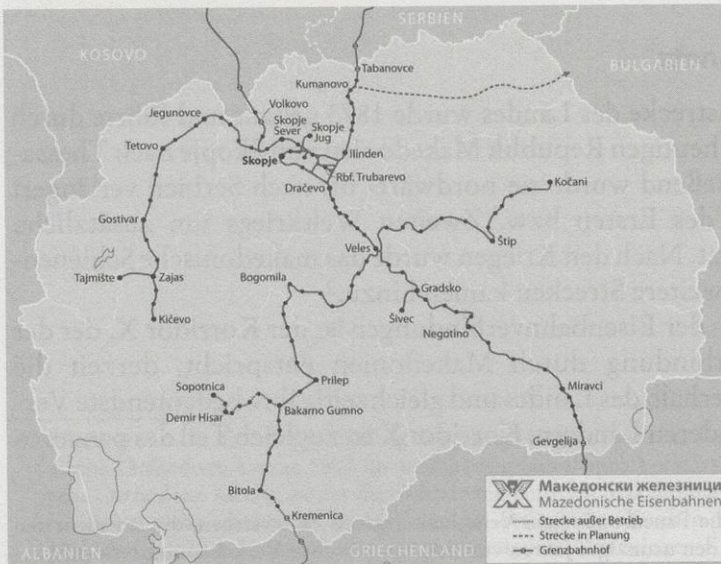 SERBIEN
KOSOVO
BULGARIEN
Tabanovce
Kumanovo
Volkovo
Jegunovce
Skopje
Sever
Skopje
Jug
Tetovo
Skopje
Ilinden
Rbf. Trubarevo
Dračevo
Kočani
Gostivar
Štip
Veles
Bogomila
Tajmište
Zajas
Gradsko
Šivec
Kičevo
Negotino
Prilep
Sopotnica
Miravci
Demir Hisar
Bakarno Gumno
Gevgelija
Bitola
Kremenica
ALBANIEN
GRIECHENLAND
Македонски железници
Mazedonische Eisenbahnen
Strecke außer Betrieb
Strecke in Planung
Grenzbahnhof